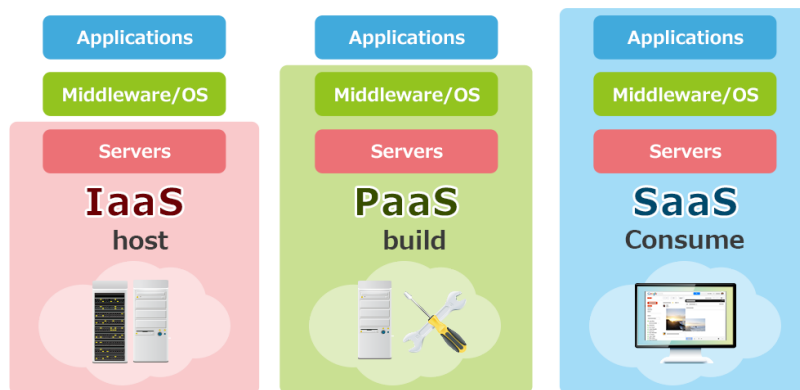 Applications
Middleware/OS
Servers
IaaS
host
Applications
Middleware/OS
Servers
PaaS
build
Applications
Middleware/OS
Servers
SaaS
Consume